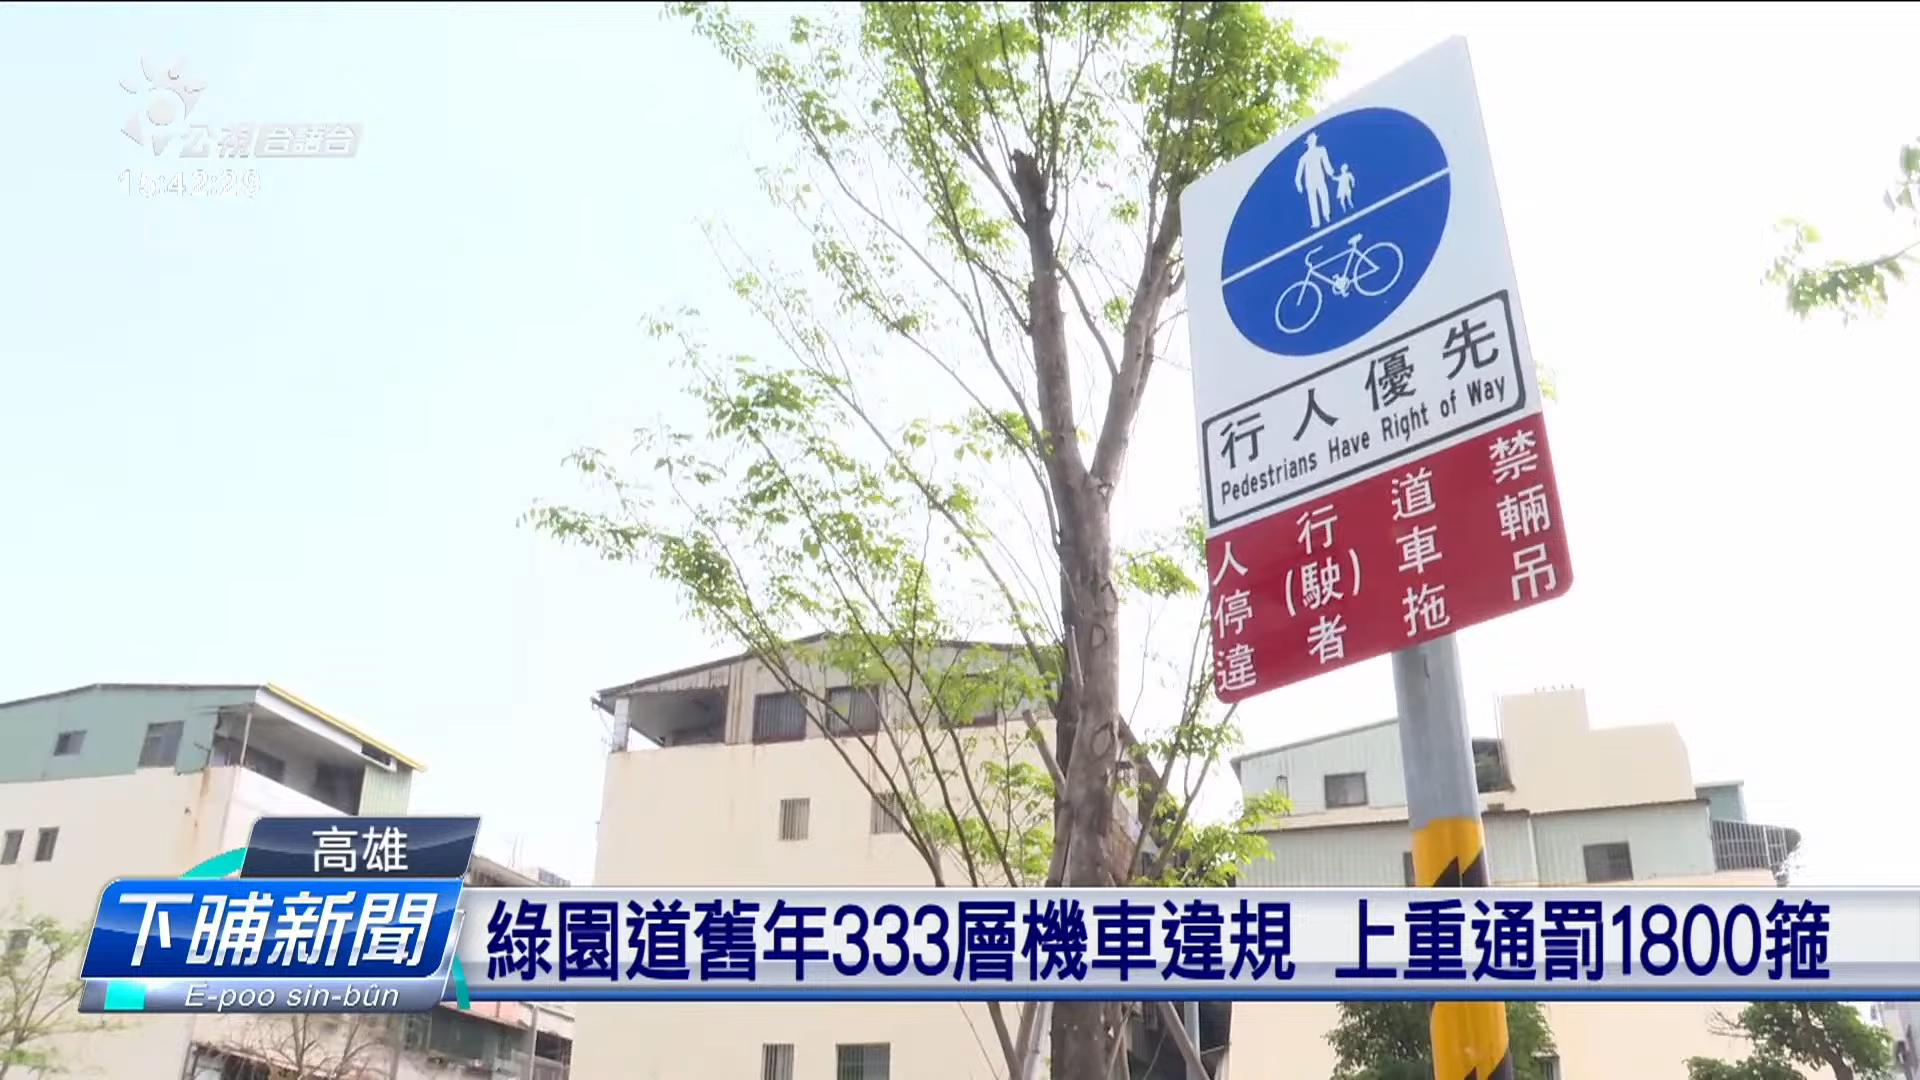 公視台語台
15:42:29
行人優先
Pedestrians Have Right of Way
人行道禁
停(駛)車輛
違者拖吊
高雄
下晡新聞
E-poo sin-bûn
綠園道舊年333層機車違規 上重通罰1800箍